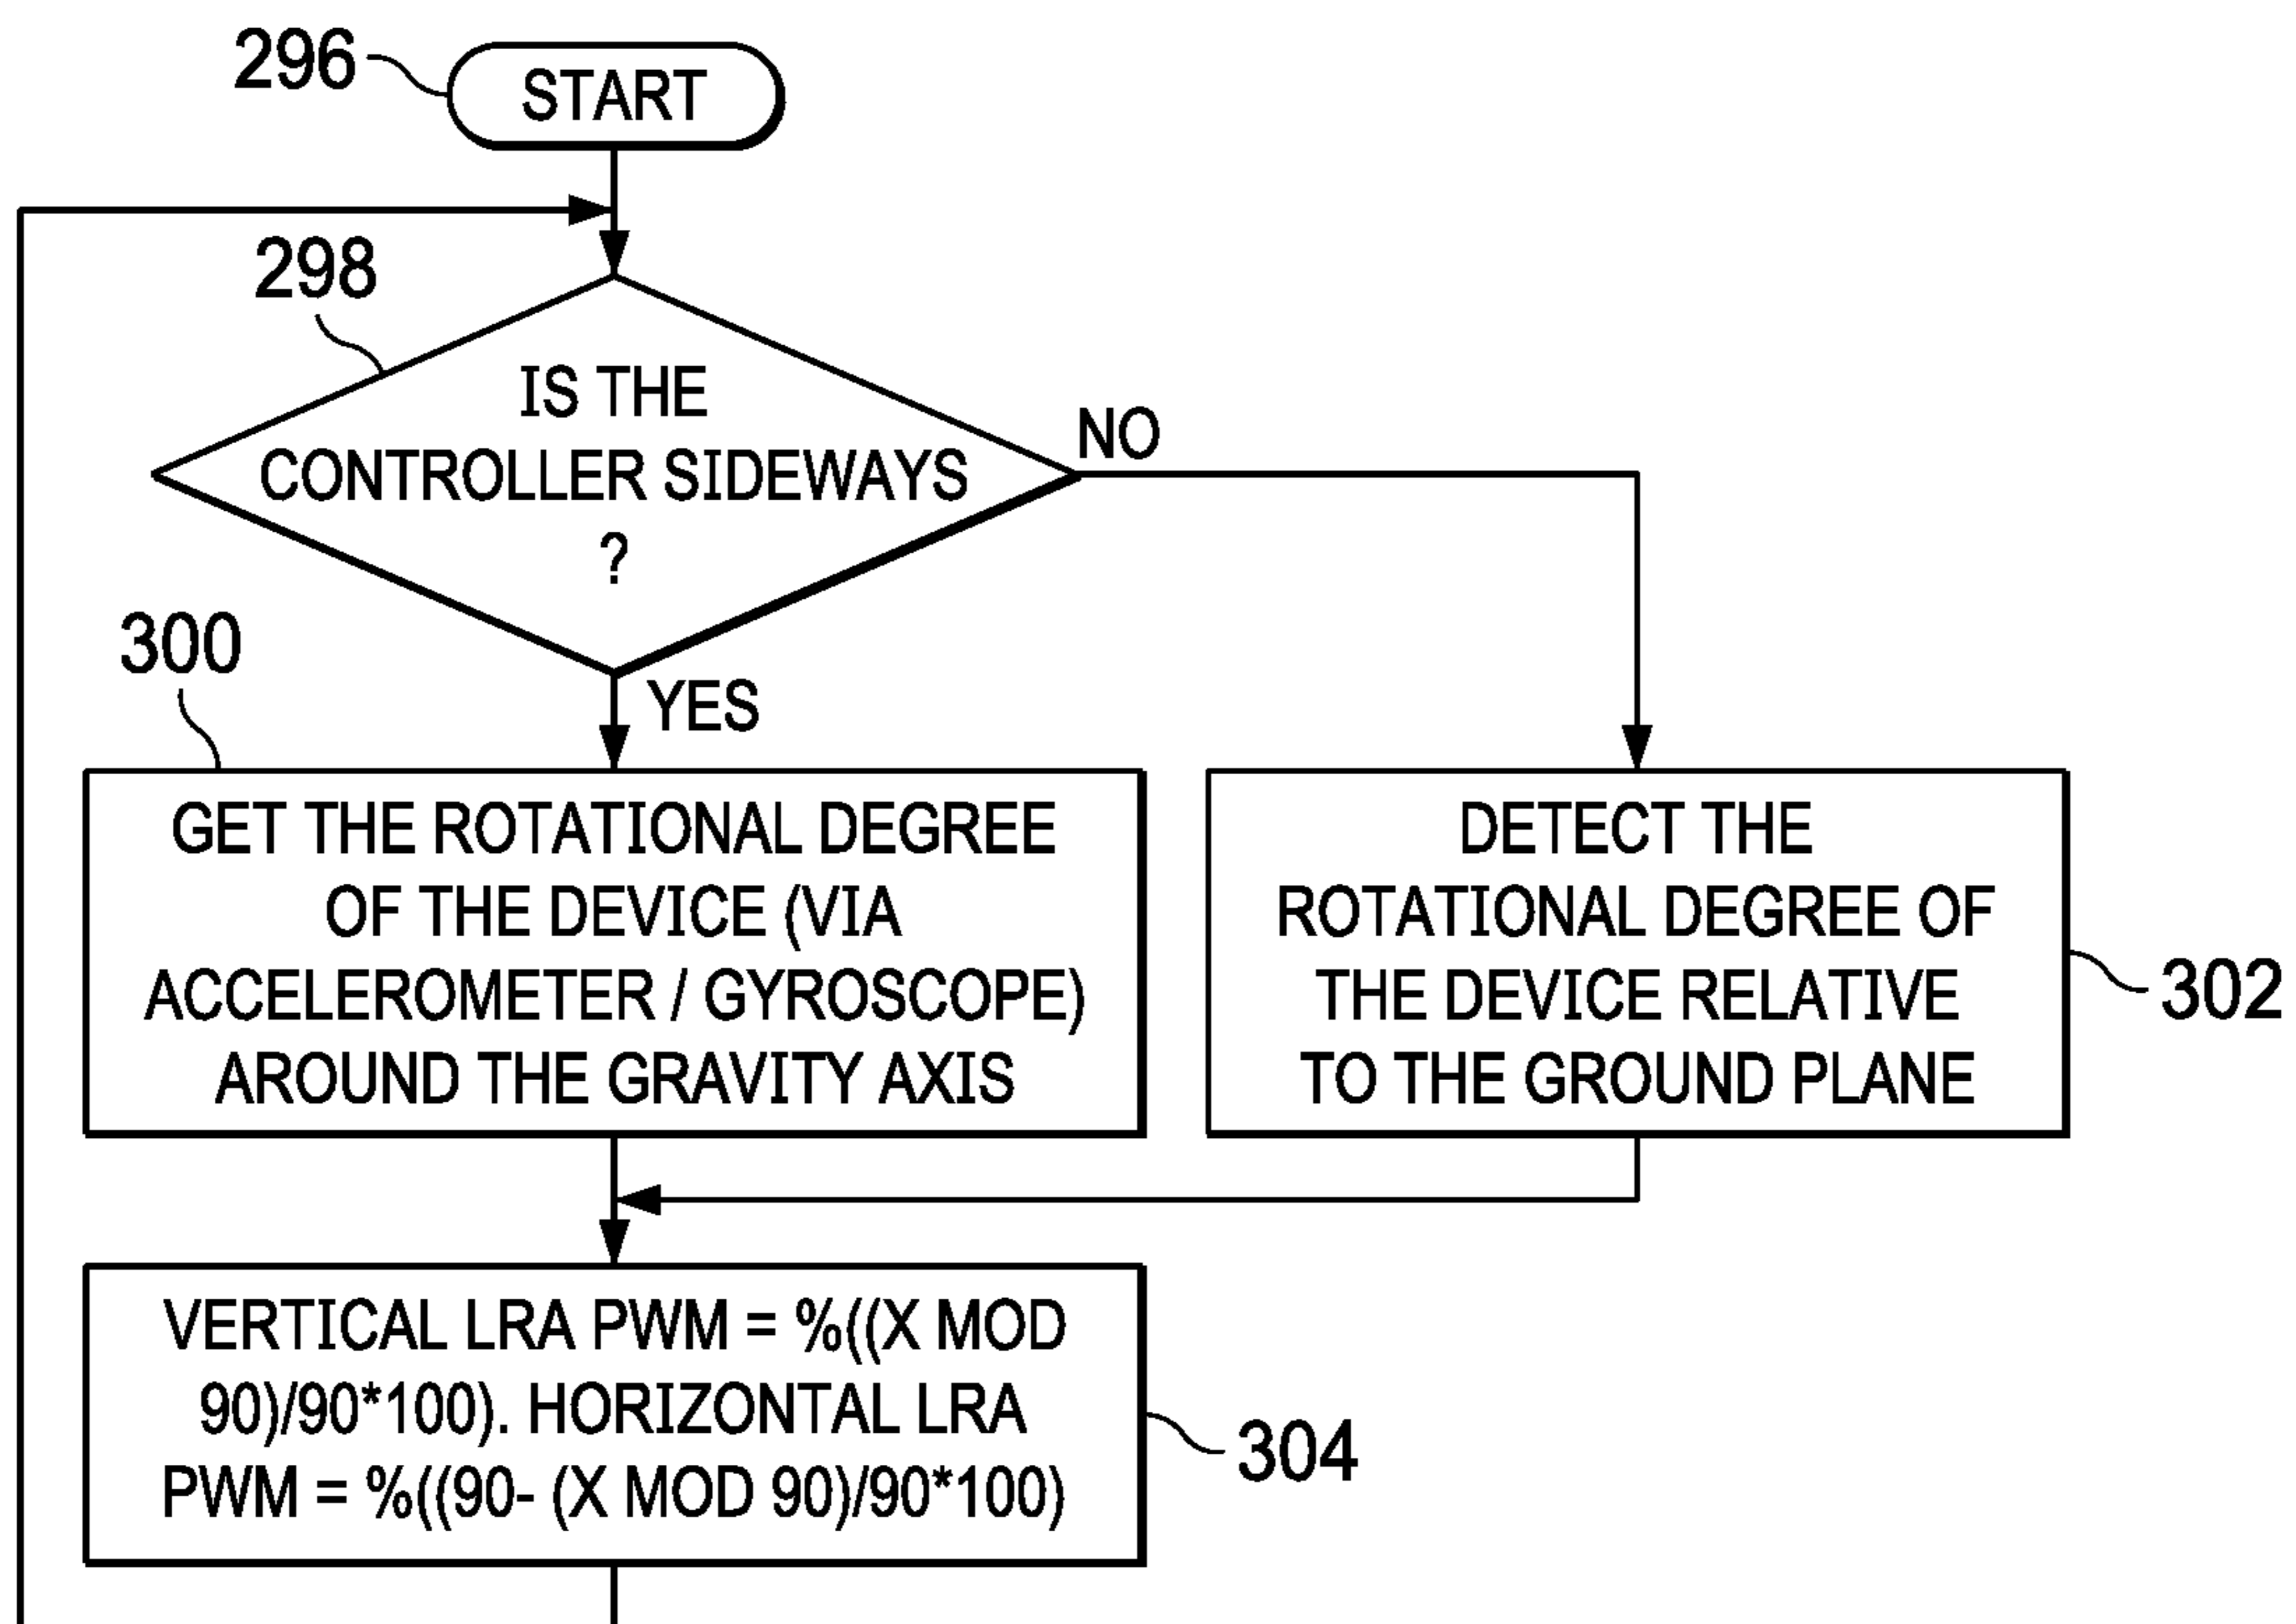 296
START
298
IS THE
CONTROLLER SIDEWAYS
?
NO
YES
300
GET THE ROTATIONAL DEGREE
OF THE DEVICE (VIA
ACCELEROMETER / GYROSCOPE)
AROUND THE GRAVITY AXIS
DETECT THE
ROTATIONAL DEGREE OF
THE DEVICE RELATIVE
TO THE GROUND PLANE
302
VERTICAL LRA PWM = %((X MOD
90)/90*100). HORIZONTAL LRA
PWM = %((90- (X MOD 90)/90*100)
304